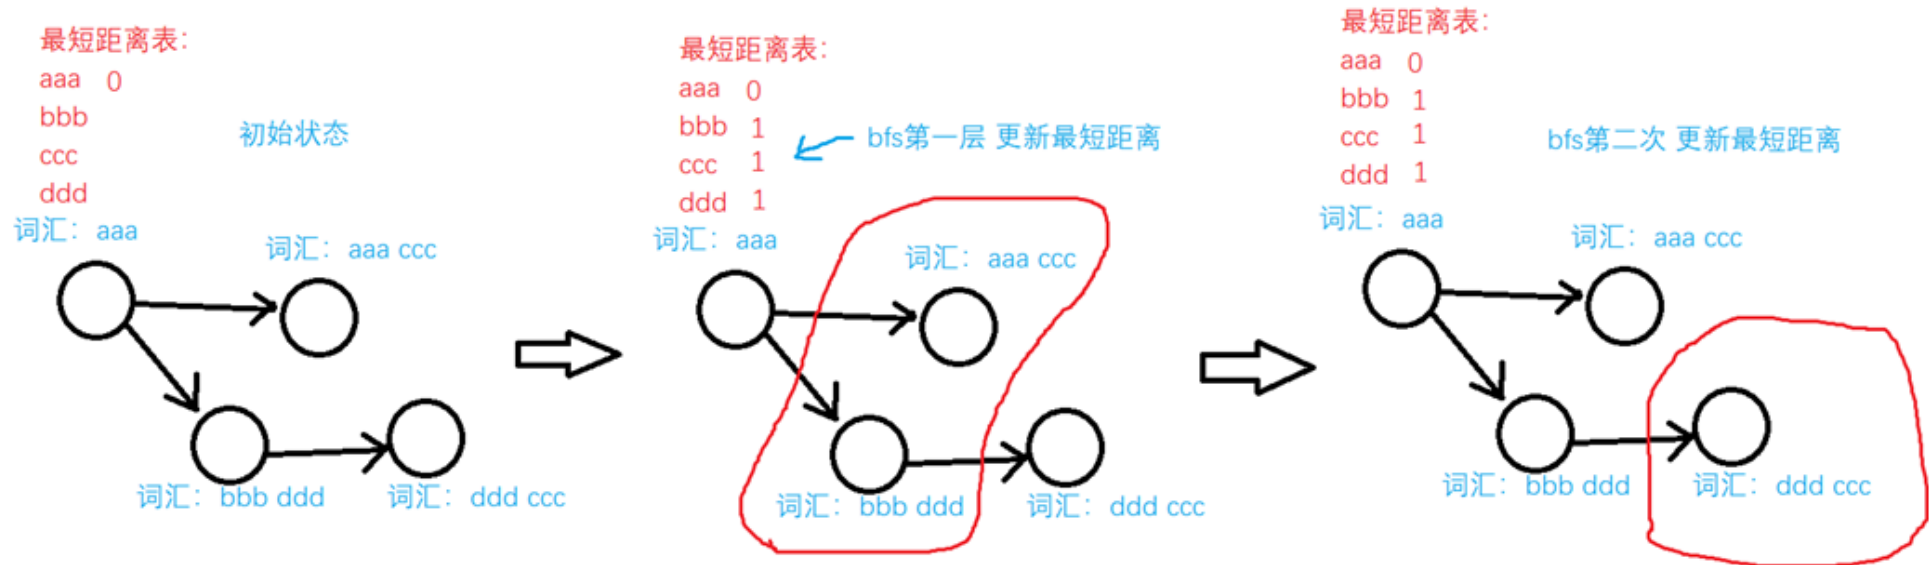 最短距离表：
aaa 0
bbb
ccc
ddd
初始状态
词汇：aaa
词汇：aaa ccc
词汇：bbb ddd
词汇：ddd ccc
最短距离表：
aaa 0
bbb 1
ccc 1
ddd 1
bfs第一层 更新最短距离
词汇：aaa
词汇：aaa ccc
词汇：bbb ddd
词汇：ddd ccc
最短距离表：
aaa 0
bbb 1
ccc 1
ddd 1
bfs第二次 更新最短距离
词汇：aaa
词汇：aaa ccc
词汇：bbb ddd
词汇：ddd ccc